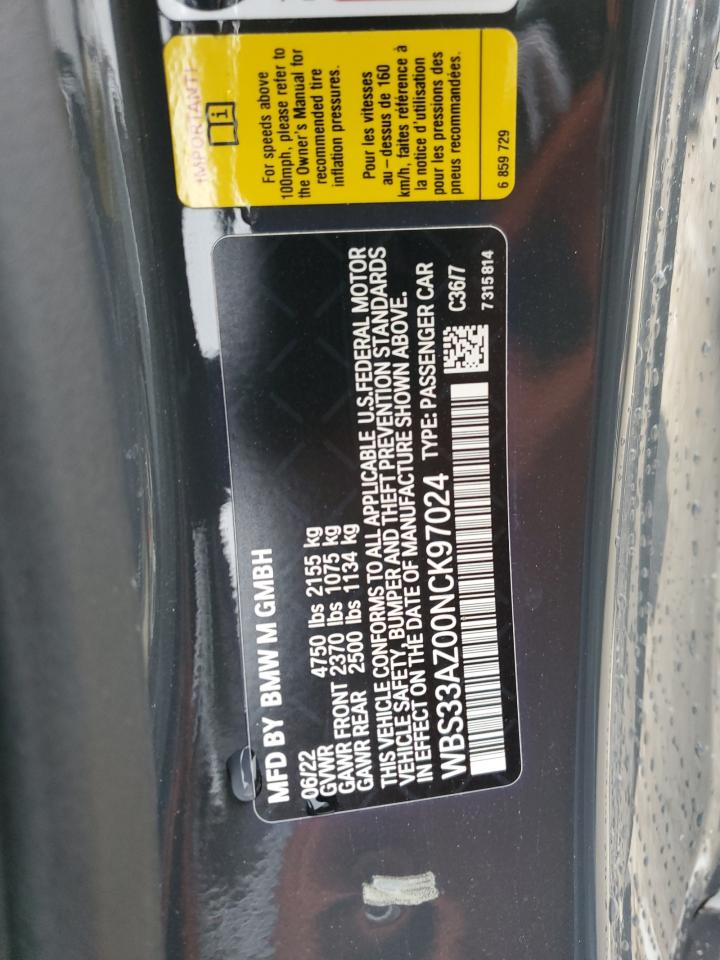 MFD BY BMW M GMBH
06/22
GVWR 4750 lbs 2155 kg
GAWR FRONT 2370 lbs 1075 kg
GAWR REAR 2500 lbs 1134 kg
THIS VEHICLE CONFORMS TO ALL APPLICABLE U.S.FEDERAL MOTOR
VEHICLE SAFETY, BUMPER AND THEFT PREVENTION STANDARDS
IN EFFECT ON THE DATE OF MANUFACTURE SHOWN ABOVE.
WBS33AZ00NCK97024 TYPE: PASSENGER CAR
C36/7
7 315 814
IMPORTANT!
For speeds above
100mph, please refer to
the Owner's Manual for
recommended tire
inflation pressures.
Pour les vitesses
au – dessus de 160
km/h, faites référence à
la notice d'utilisation
pour les pressions des
pneus recommandées.
6 859 729